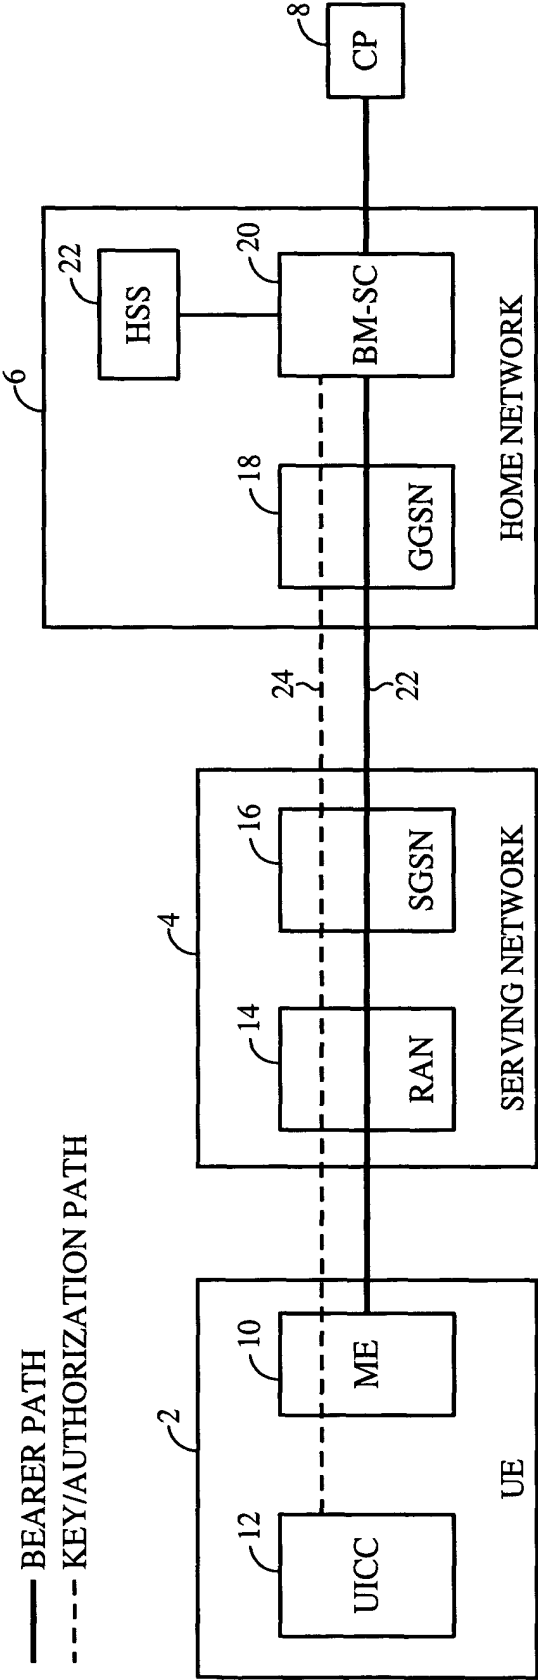 BEARER PATH
KEY/AUTHORIZATION PATH
2
12
UICC
10
ME
UE
4
14
RAN
16
SGSN
SERVING NETWORK
24
22
6
18
GGSN
22
HSS
20
BM-SC
HOME NETWORK
8
CP